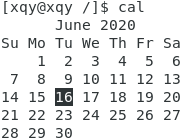 [xqy@xqy /]$ cal
      June 2020
Su Mo Tu We Th Fr Sa
    1  2  3  4  5  6
 7  8  9 10 11 12 13
14 15 16 17 18 19 20
21 22 23 24 25 26 27
28 29 30